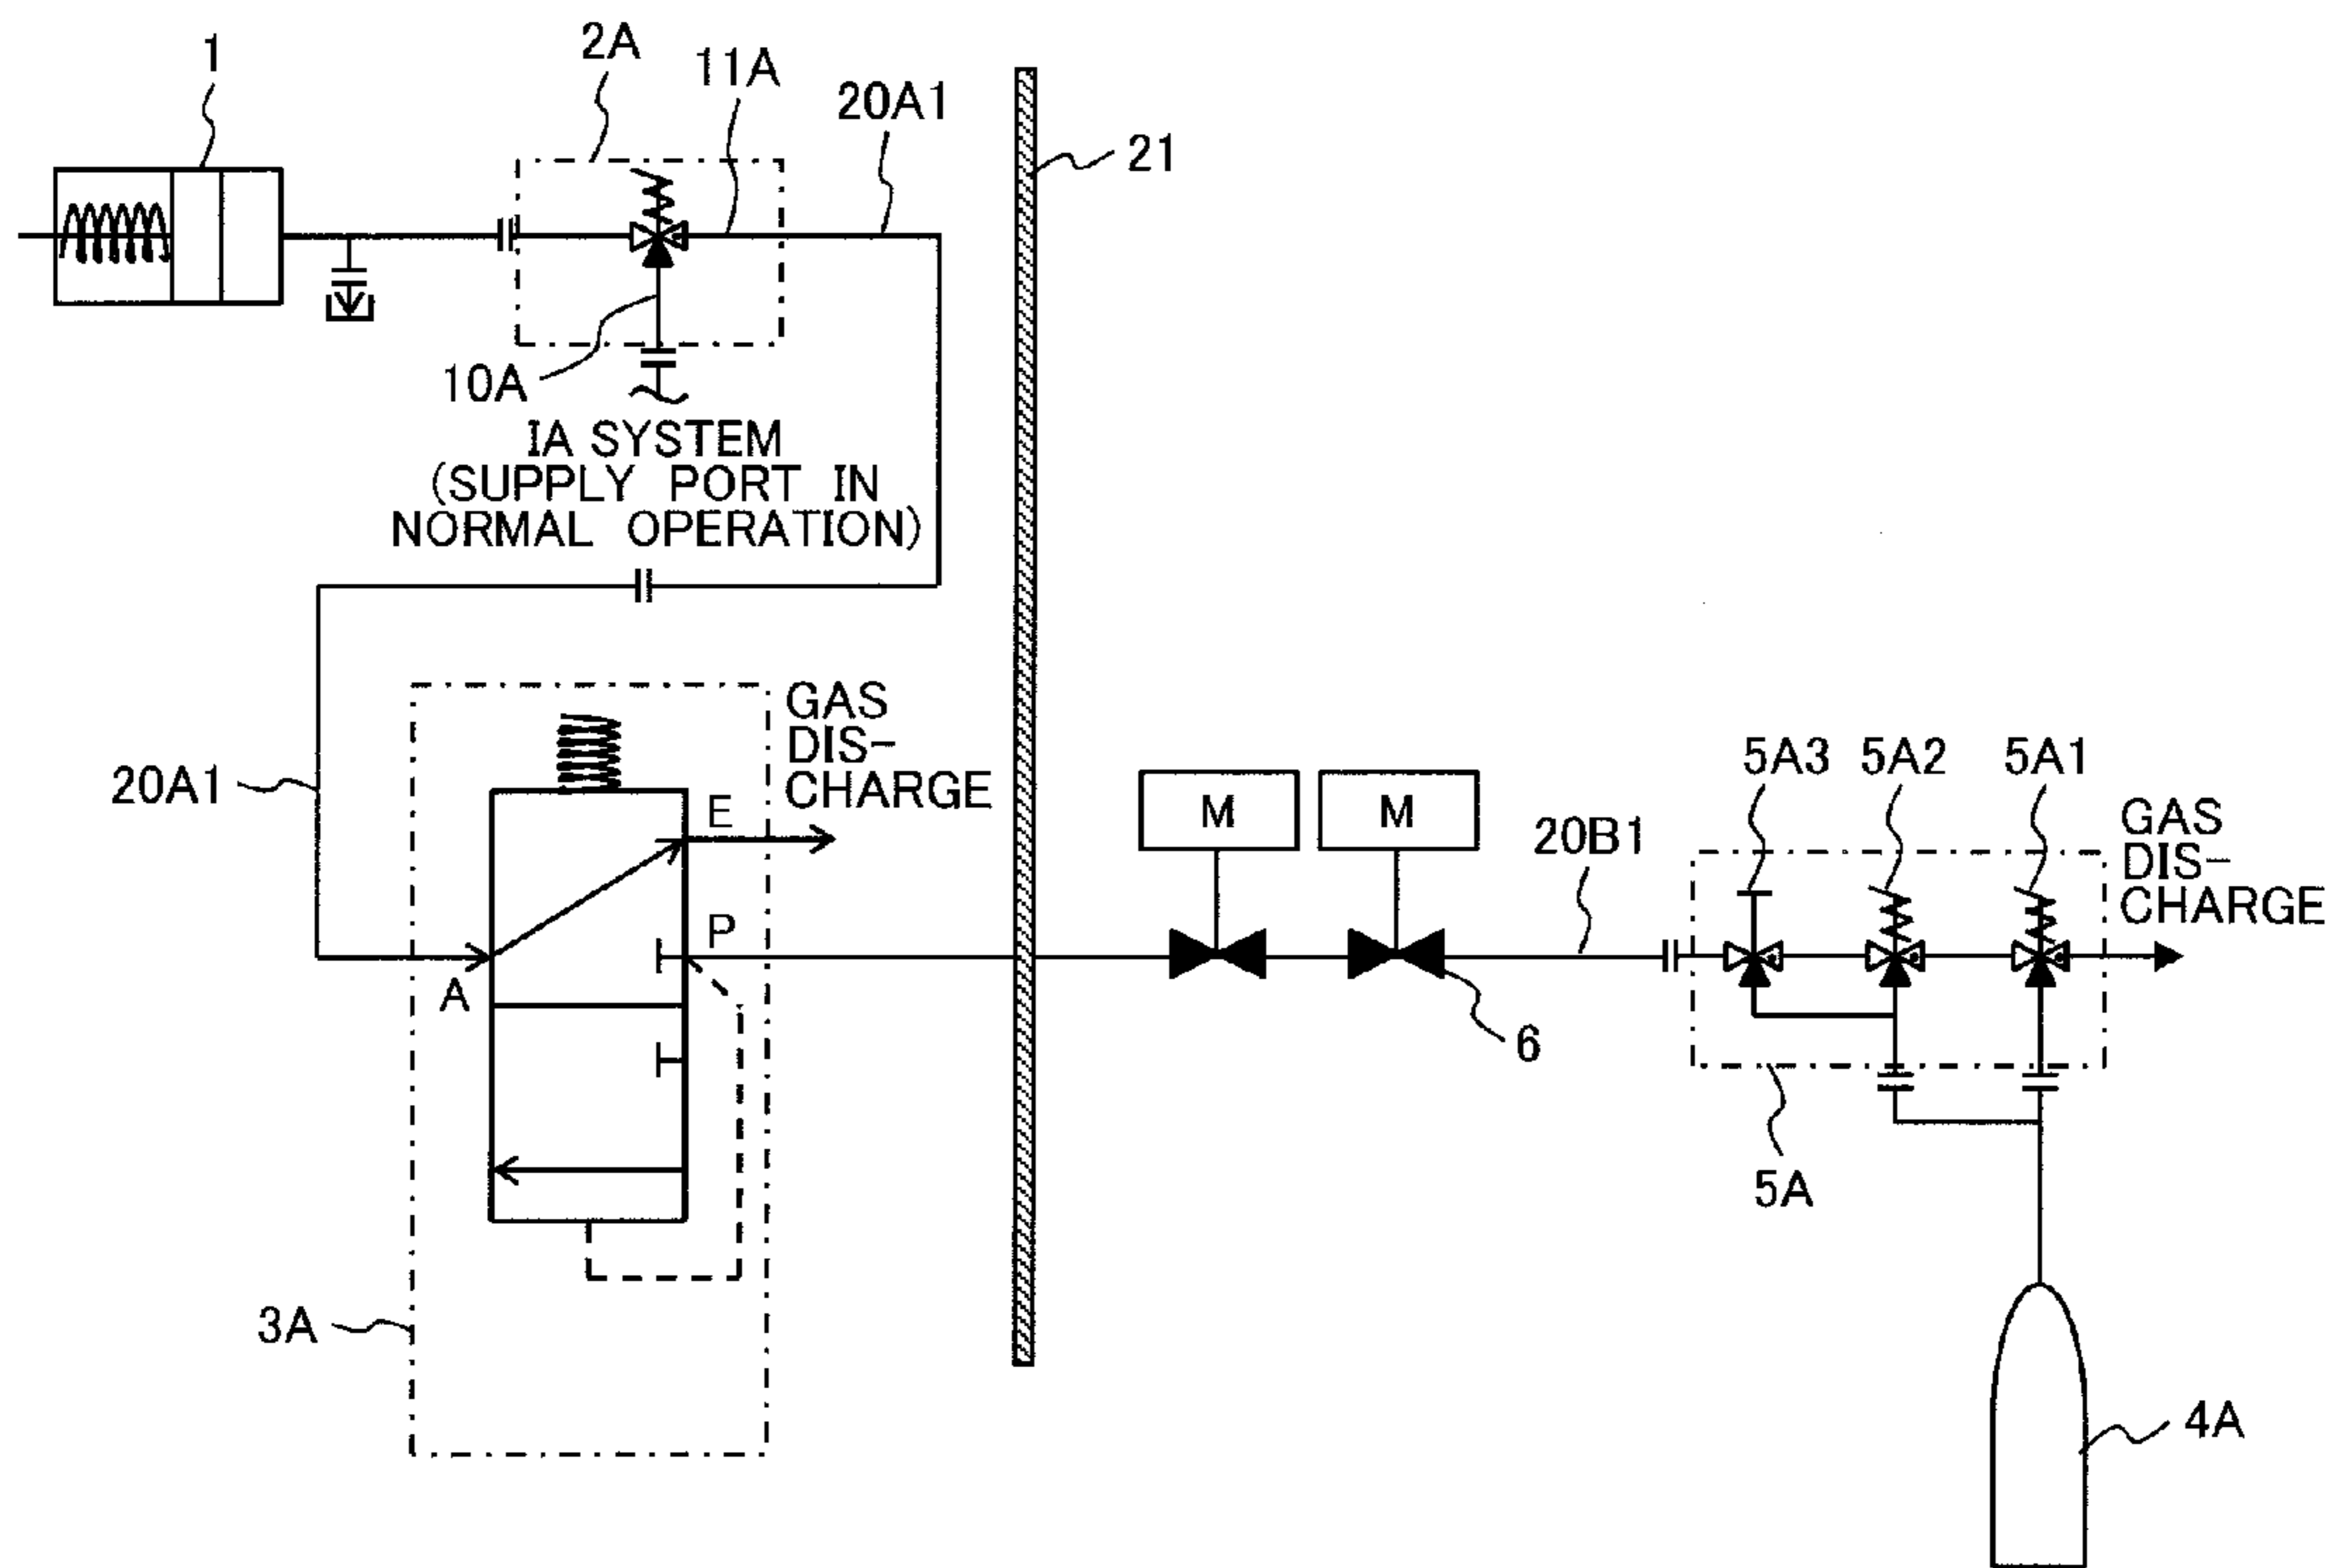 1
2A
11A
20A1
21
10A
IA SYSTEM
(SUPPLY PORT IN
NORMAL OPERATION)
GAS
DIS-
CHARGE
20A1
E
P
A
M
M
5A3
5A2
5A1
20B1
GAS
DIS-
CHARGE
6
5A
3A
4A